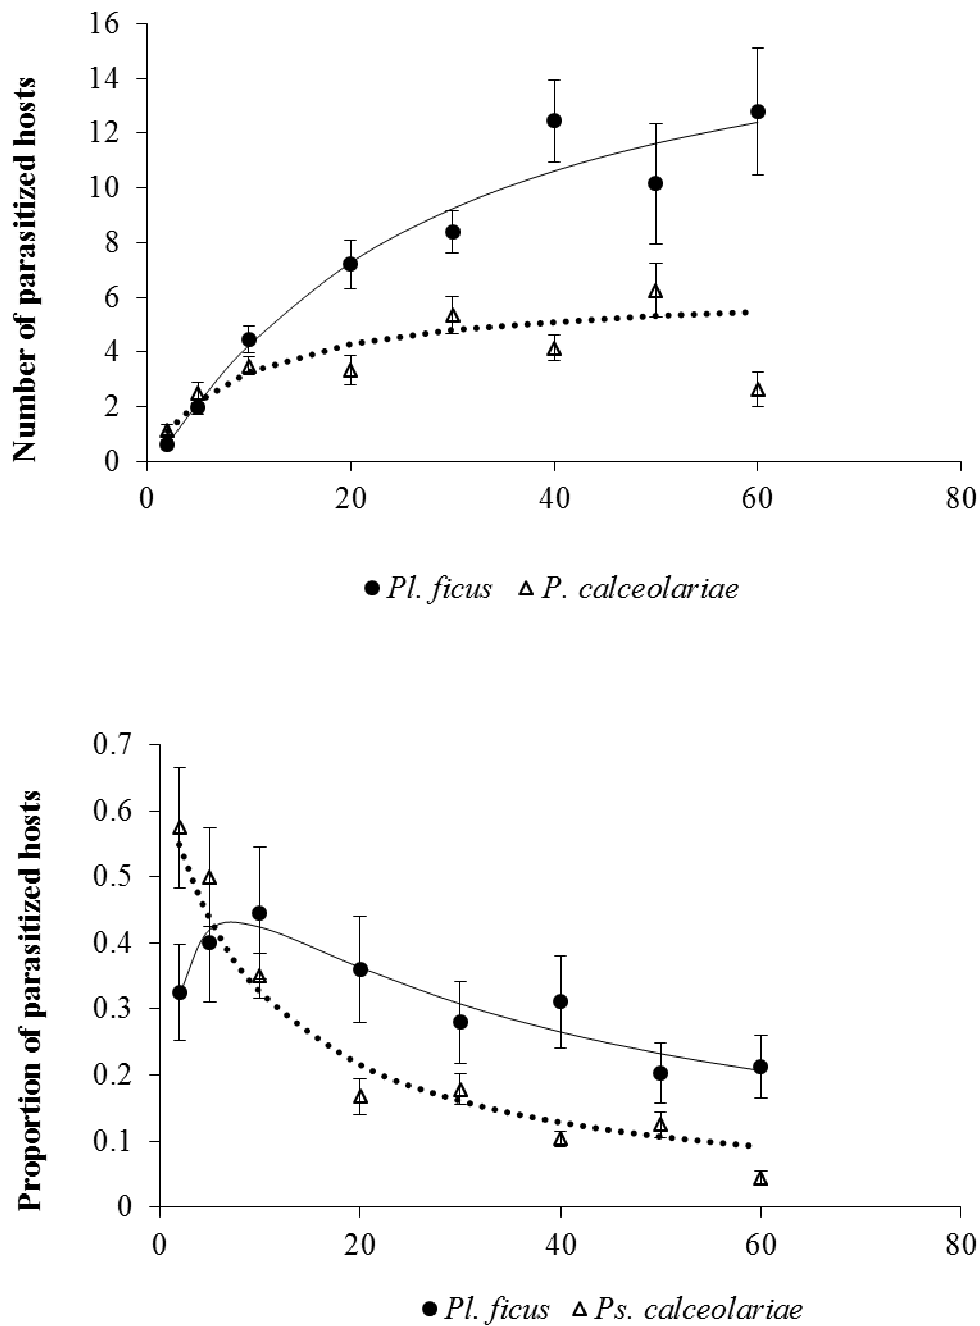 16
14
12
10
8
6
4
2
0
Number of parasitized hosts
0 20 40 60 80
Pl. ficus P. calceolariae
0.7
0.6
0.5
0.4
0.3
0.2
0.1
0
Proportion of parasitized hosts
0 20 40 60 80
Pl. ficus Ps. calceolariae